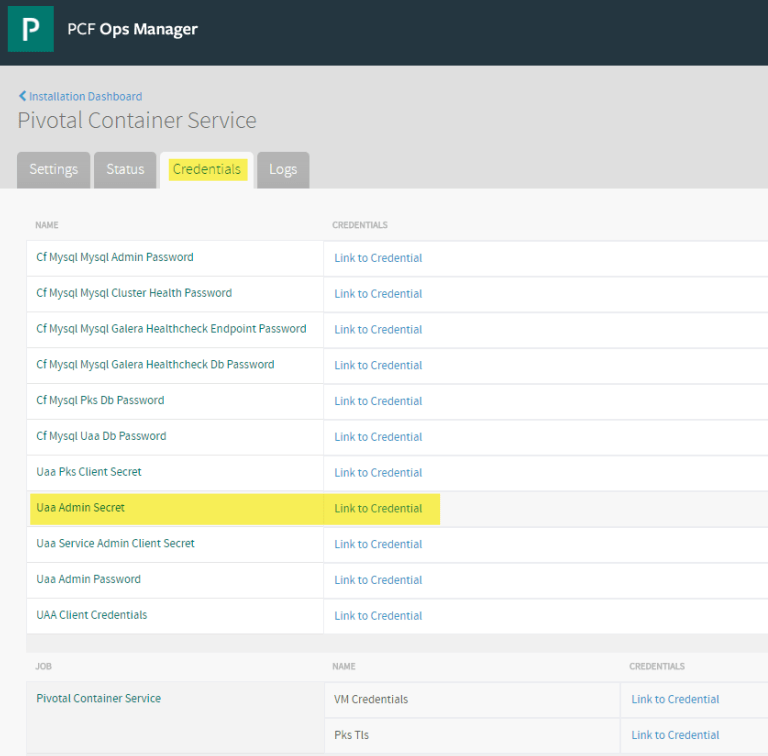 P PCF Ops Manager
Installation Dashboard
Pivotal Container Service
Settings Status Credentials Logs
NAME CREDENTIALS
Cf Mysql Mysql Admin Password Link to Credential
Cf Mysql Mysql Cluster Health Password Link to Credential
Cf Mysql Mysql Galera Healthcheck Endpoint Password Link to Credential
Cf Mysql Mysql Galera Healthcheck Db Password Link to Credential
Cf Mysql Pks Db Password Link to Credential
Cf Mysql Uaa Db Password Link to Credential
Uaa Pks Client Secret Link to Credential
Uaa Admin Secret Link to Credential
Uaa Service Admin Client Secret Link to Credential
Uaa Admin Password Link to Credential
UAA Client Credentials Link to Credential
JOB NAME CREDENTIALS
Pivotal Container Service VM Credentials Link to Credential
Pks Tls Link to Credential